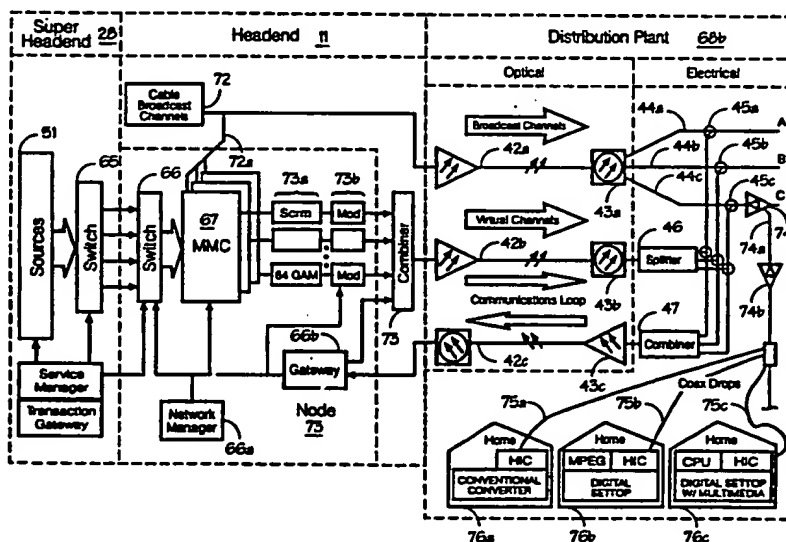 Super Headend 28
Headend 11
Distribution Plant 68b
Optical
Electrical
Cable Broadcast Channels
72
72a
51
65
66
67
MMC
73a
73b
Scrm
Mod
64 QAM
Mod
Sources
Switch
Switch
Combiner
73
Broadcast Channels
42a
43a
44a
44b
44c
45a
45b
45c
A
B
C
Virtual Channels
42b
43b
46
Splitter
Communications Loop
42c
43c
47
Combiner
74a
74b
66b
Gateway
Service Manager
Transaction Gateway
Network Manager
66a
Node 73
Coax Drops
75a
75b
75c
Home
HIC
CONVENTIONAL CONVERTER
76a
Home
MPEG
HIC
DIGITAL SETTOP
76b
Home
CPU
HIC
DIGITAL SETTOP W/ MULTIMEDIA
76c